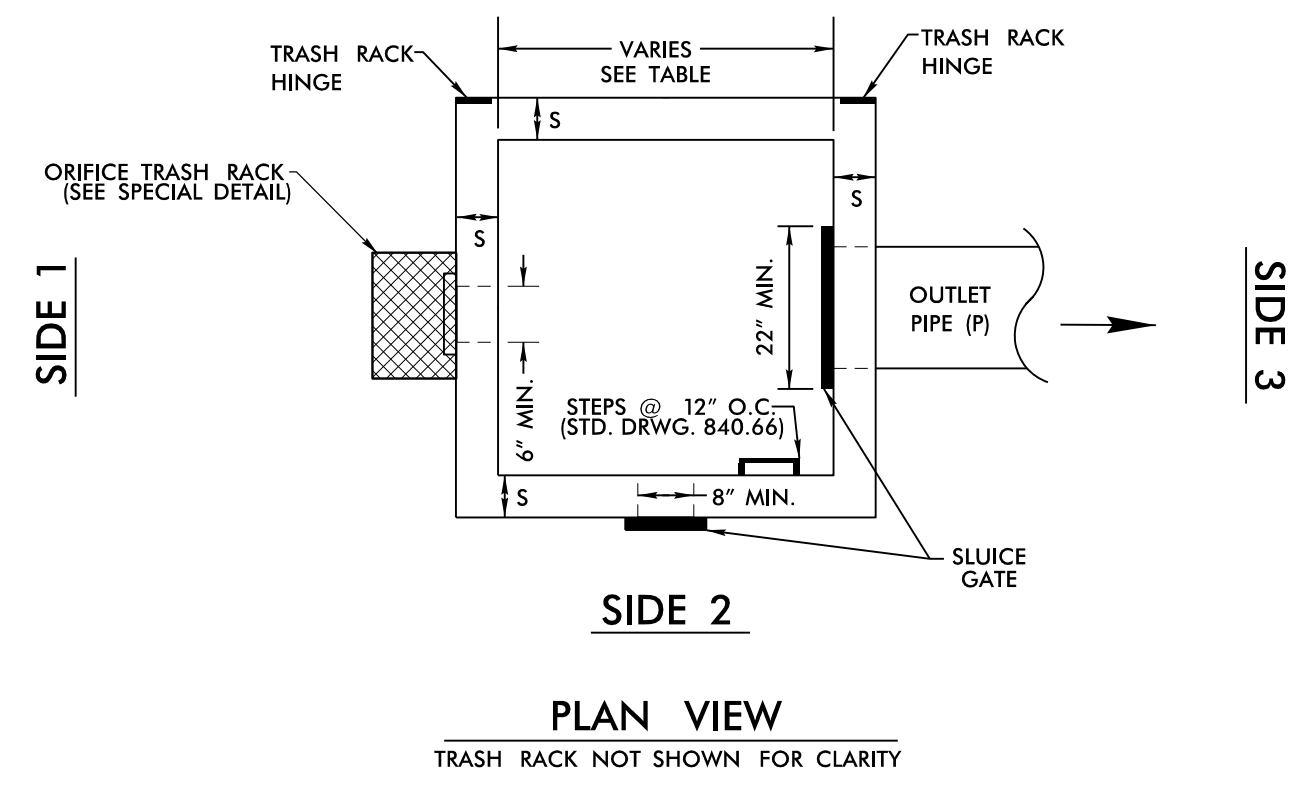 TRASH RACK
HINGE
VARIES
SEE TABLE
TRASH RACK
HINGE
S
ORIFICE TRASH RACK
(SEE SPECIAL DETAIL)
S
S
SIDE 1
22" MIN.
OUTLET
PIPE (P)
SIDE 3
6" MIN.
STEPS @ 12" O.C.
(STD. DRWG. 840.66)
S
8" MIN.
SLUICE
GATE
SIDE 2
PLAN VIEW
TRASH RACK NOT SHOWN FOR CLARITY